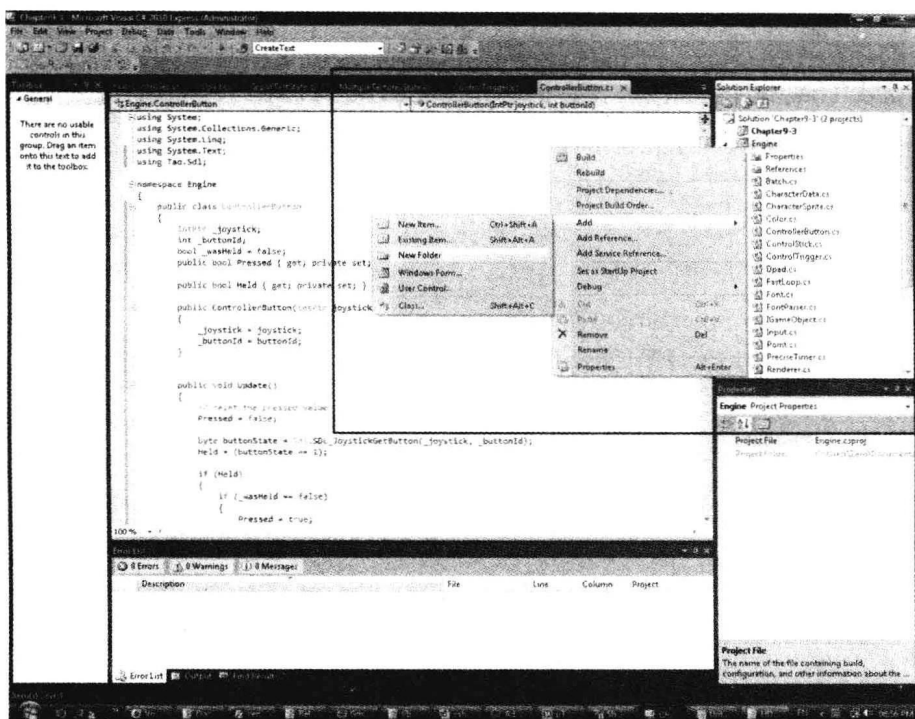 Chapter9-3 - Microsoft Visual C# 2010 Express (Administrator)
File Edit View Project Debug Data Tools Window Help
CreateText
ControllerButton.cs
General
There are no usable
controls in this
group. Drag an item
onto this text to add
it to the toolbox.
Engine.ControllerButton
ControllerButton(IntPtr joystick, int buttonId)
using System;
using System.Collections.Generic;
using System.Linq;
using System.Text;
using Tao.Sdl;
namespace Engine
{
public class ControllerButton
{
IntPtr _joystick;
int _buttonId;
bool _wasHeld = false;
public bool Pressed { get; private set;
public bool Held { get; private set; }
public ControllerButton(IntPtr joystick
{
_joystick = joystick;
_buttonId = buttonId;
}
public void Update()
{
// reset the pressed value
Pressed = false;
byte buttonState = Sdl.SDL_JoystickGetButton(_joystick, _buttonId);
Held = (buttonState == 1);
if (Held)
{
if (_wasHeld == false)
{
Pressed = true;
100 %
New Item... Ctrl+Shift+A
Existing Item... Shift+Alt+A
New Folder
Windows Form...
User Control...
Class... Shift+Alt+C
Build
Rebuild
Project Dependencies...
Project Build Order...
Add
Add Reference...
Add Service Reference...
Set as StartUp Project
Debug
Cut Ctrl+X
Paste Ctrl+V
Remove Del
Rename
Properties Alt+Enter
Solution Explorer
Solution 'Chapter9-3' (2 projects)
Chapter9-3
Engine
Properties
References
Batch.cs
CharacterData.cs
CharacterSprite.cs
Color.cs
ControllerButton.cs
ControlStick.cs
ControlTrigger.cs
Dpad.cs
FastLoop.cs
Font.cs
FontParser.cs
IGameObject.cs
Input.cs
Point.cs
PreciseTimer.cs
Renderer.cs
Properties
Engine Project Properties
Project File Engine.csproj
Project Folder
Project File
The name of the file containing build,
configuration, and other information about the ...
Error List
0 Errors 0 Warnings 0 Messages
Description File Line Column Project
Error List Output Find Results